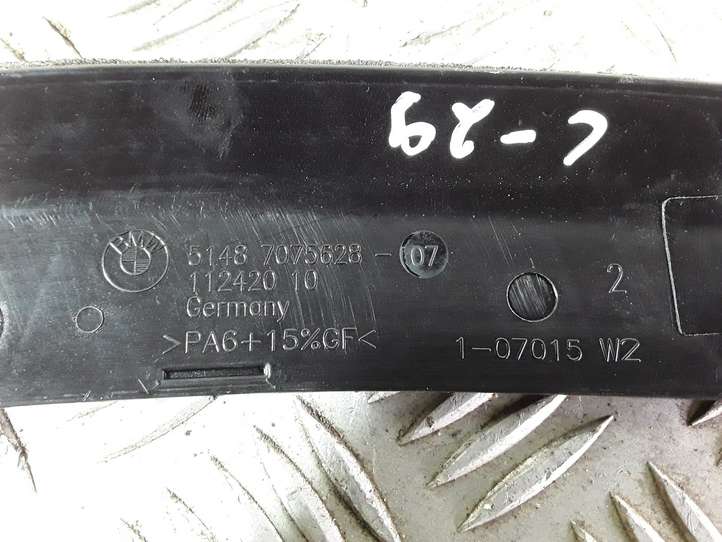 C-29
BMW
5148 7075628-07
112420 10
Germany
>PA6+15%GF<
2
1-07015 W2